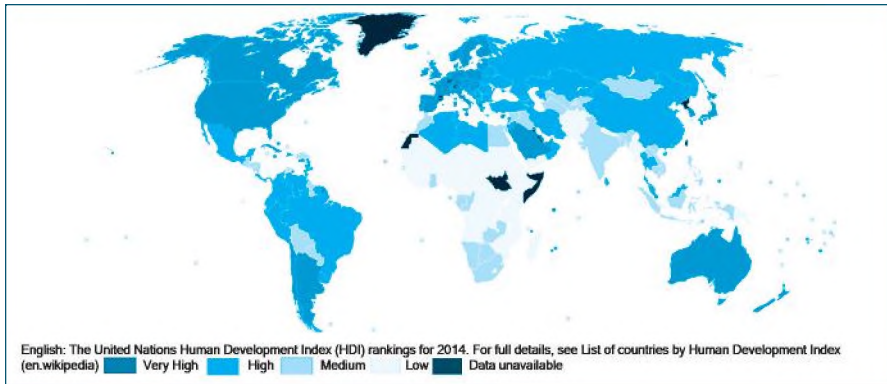 English: The United Nations Human Development Index (HDI) rankings for 2014. For full details, see List of countries by Human Development Index
(en.wikipedia) Very High High Medium Low Data unavailable